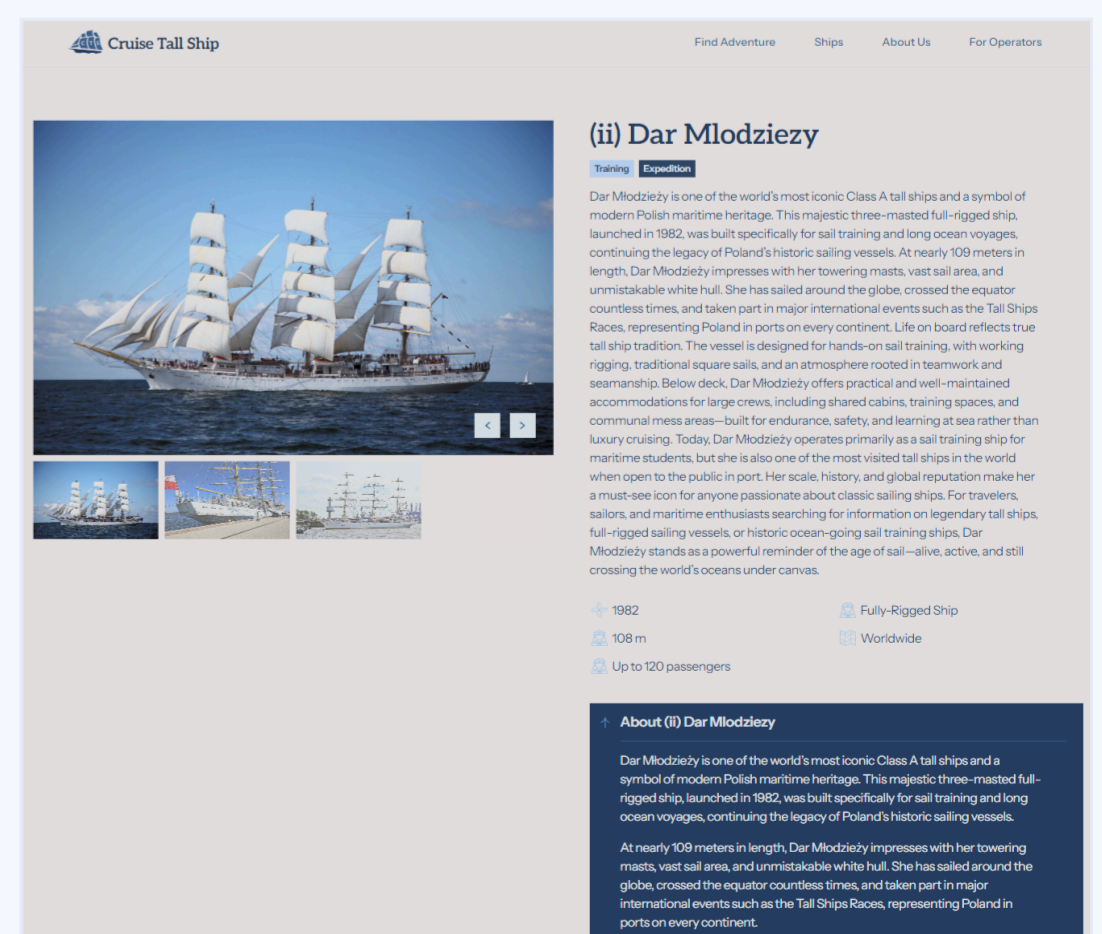 Cruise Tall Ship
Find Adventure
Ships
About Us
For Operators
(ii) Dar Mlodziezy
Training
Expedition
Dar Młodzieży is one of the world's most iconic Class A tall ships and a symbol of
modern Polish maritime heritage. This majestic three-masted full-rigged ship,
launched in 1982, was built specifically for sail training and long ocean voyages,
continuing the legacy of Poland's historic sailing vessels. At nearly 109 meters in
length, Dar Młodzieży impresses with her towering masts, vast sail area, and
unmistakable white hull. She has sailed around the globe, crossed the equator
countless times, and taken part in major international events such as the Tall Ships
Races, representing Poland in ports on every continent. Life on board reflects true
tall ship tradition. The vessel is designed for hands-on sail training, with working
rigging, traditional square sails, and an atmosphere rooted in teamwork and
seamanship. Below deck, Dar Młodzieży offers practical and well-maintained
accommodations for large crews, including shared cabins, training spaces, and
communal mess areas—built for endurance, safety, and learning at sea rather than
luxury cruising. Today, Dar Młodzieży operates primarily as a sail training ship for
maritime students, but she is also one of the most visited tall ships in the world
when open to the public in port. Her scale, history, and global reputation make her
a must-see icon for anyone passionate about classic sailing ships. For travelers,
sailors, and maritime enthusiasts searching for information on legendary tall ships,
full-rigged sailing vessels, or historic ocean-going sail training ships, Dar
Młodzieży stands as a powerful reminder of the age of sail—alive, active, and still
crossing the world's oceans under canvas.
1982
Fully-Rigged Ship
108 m
Worldwide
Up to 120 passengers
About (ii) Dar Mlodziezy
Dar Młodzieży is one of the world's most iconic Class A tall ships and a
symbol of modern Polish maritime heritage. This majestic three-masted full-
rigged ship, launched in 1982, was built specifically for sail training and long
ocean voyages, continuing the legacy of Poland's historic sailing vessels.
At nearly 109 meters in length, Dar Młodzieży impresses with her towering
masts, vast sail area, and unmistakable white hull. She has sailed around the
globe, crossed the equator countless times, and taken part in major
international events such as the Tall Ships Races, representing Poland in
ports on every continent.